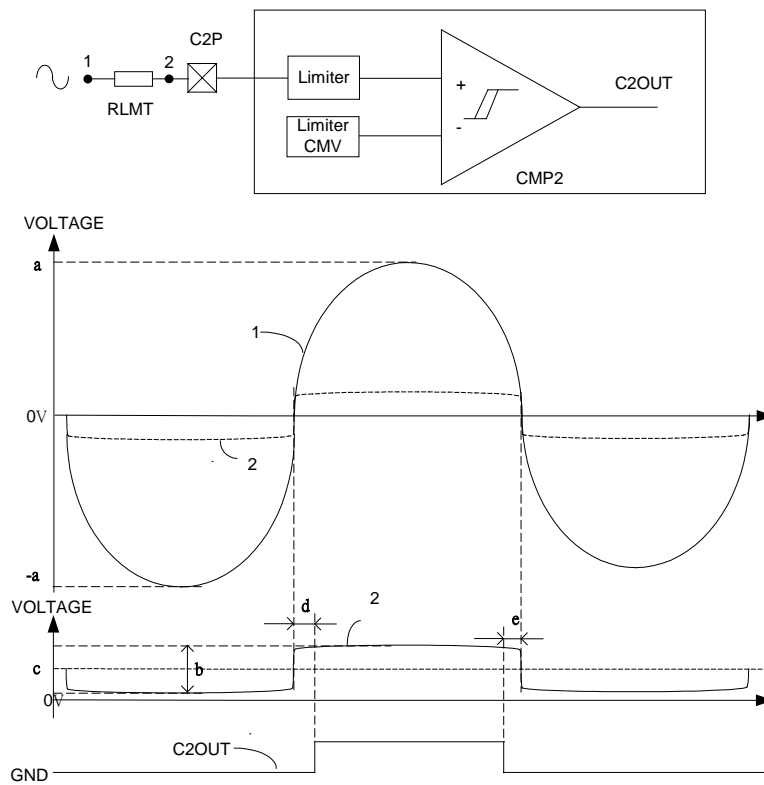 C2P
1
2
RLMT
Limiter
Limiter
CMV
+
-
C2OUT
CMP2
VOLTAGE
a
1
0V
2
-a
VOLTAGE
d
2
e
c
b
0V
C2OUT
GND